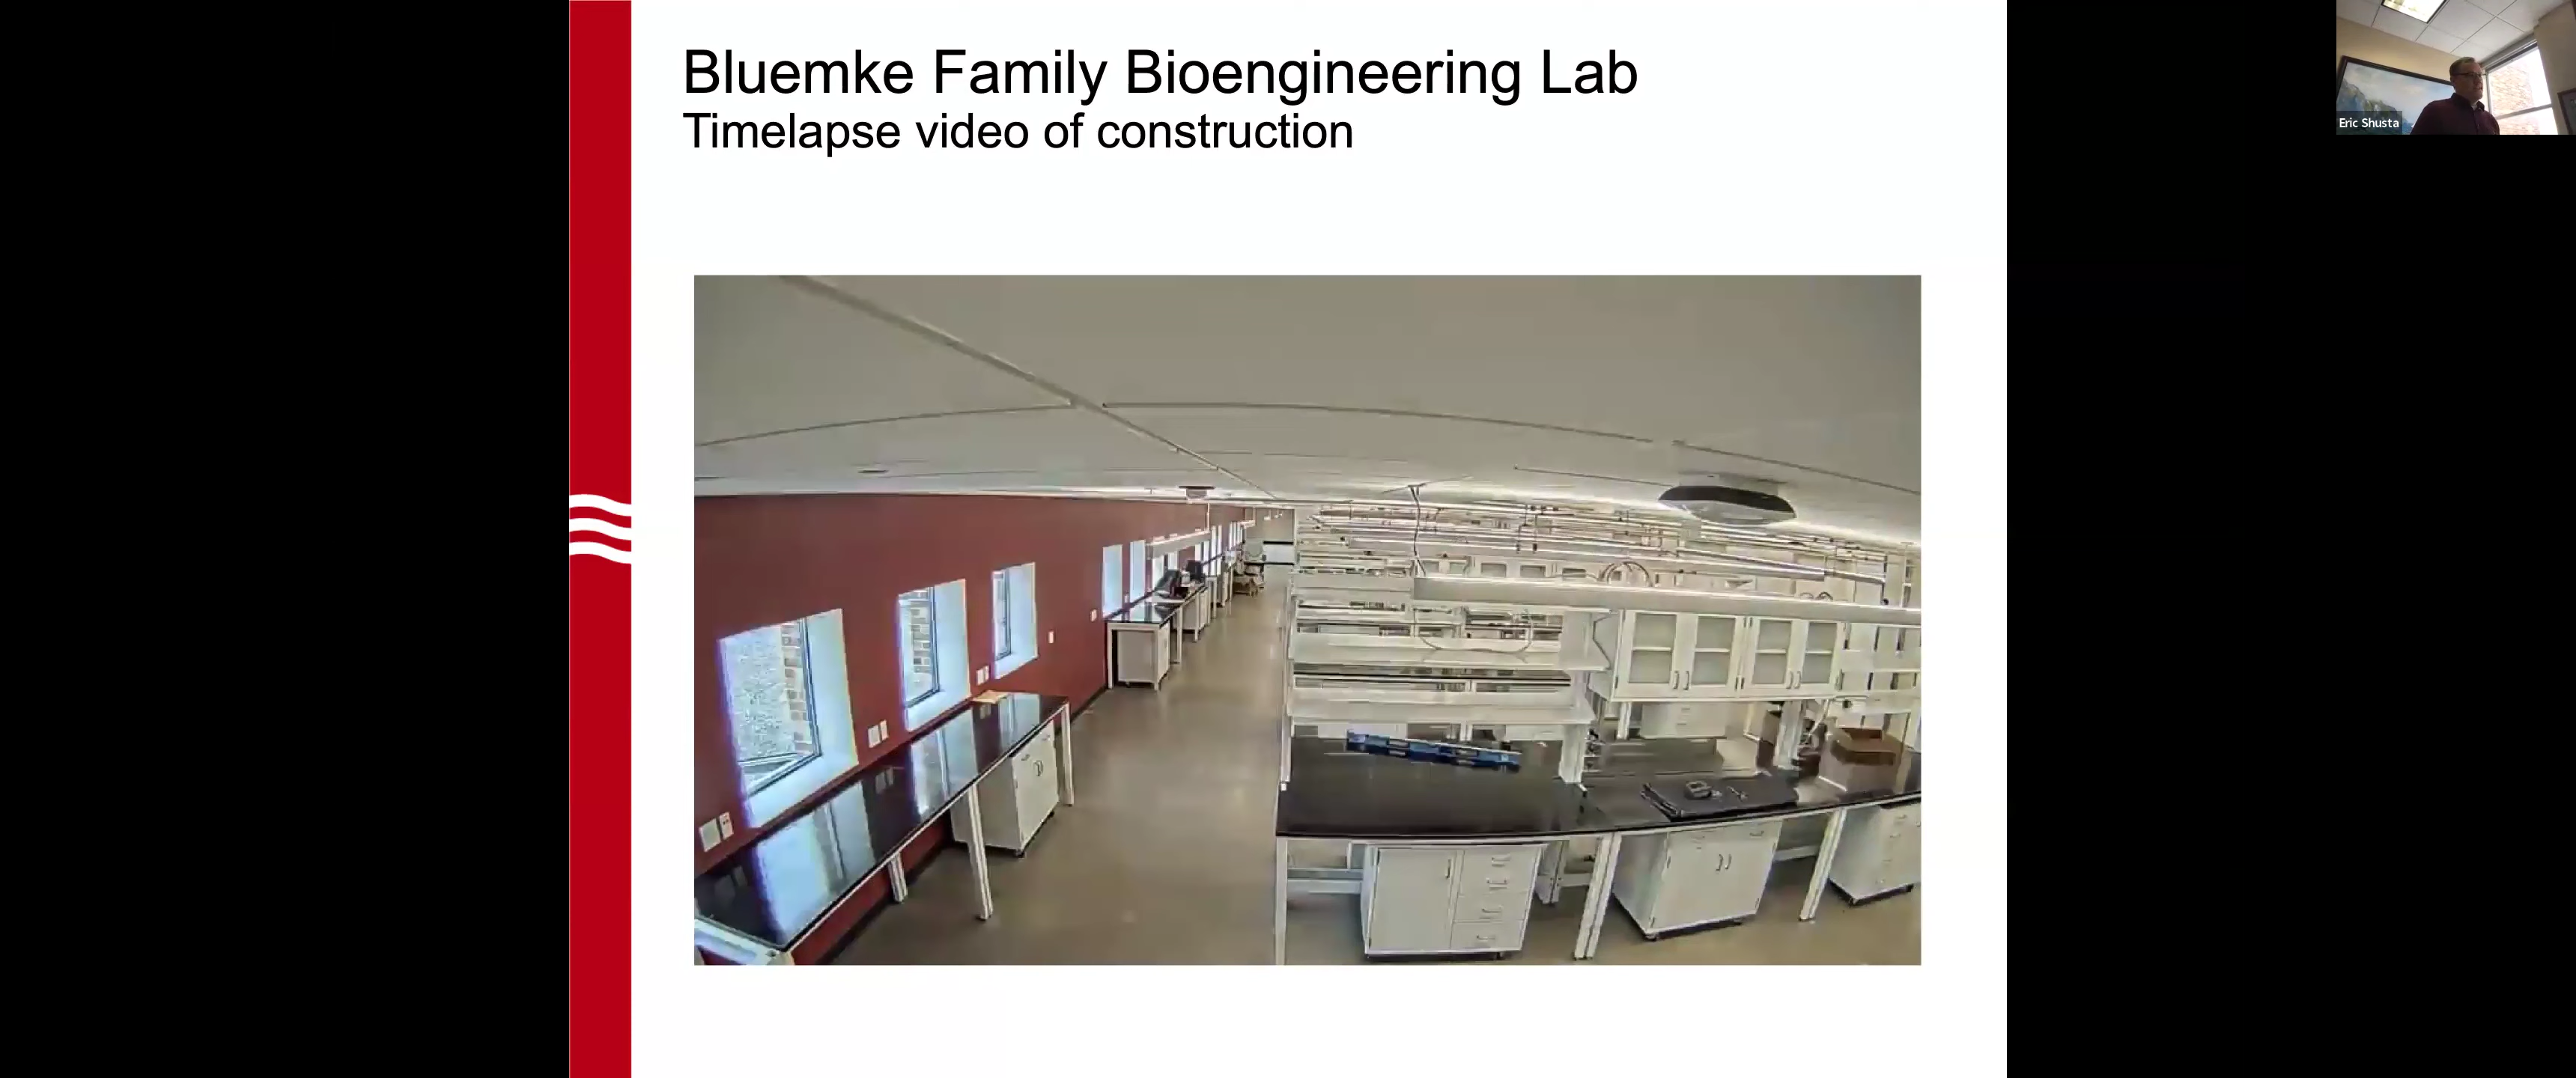 Bluemke Family Bioengineering Lab
Timelapse video of construction
Eric Shusta